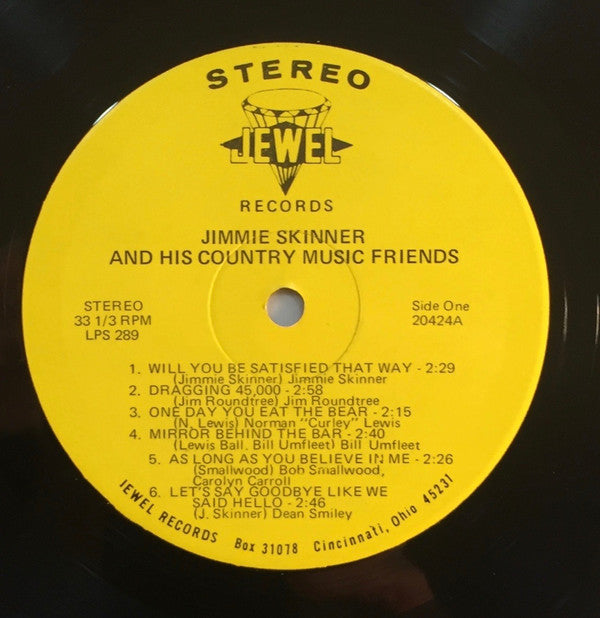 STEREO
JEWEL
RECORDS
JIMMIE SKINNER
AND HIS COUNTRY MUSIC FRIENDS
STEREO
33 1/3 RPM
LPS 289
Side One
20424A
1. WILL YOU BE SATISFIED THAT WAY - 2:29
(Jimmie Skinner) Jimmie Skinner
2. DRAGGING 45,000 - 2:58
(Jim Roundtree) Jim Roundtree
3. ONE DAY YOU EAT THE BEAR - 2:15
(N. Lewis) Norman "Curley" Lewis
4. MIRROR BEHIND THE BAR - 2:40
(Lewis Ball, Bill Umfleet) Bill Umfleet
5. AS LONG AS YOU BELIEVE IN ME - 2:26
(Smallwood) Bob Smallwood,
Carolyn Carroll
6. LET'S SAY GOODBYE LIKE WE
SAID HELLO - 2:46
(J. Skinner) Dean Smiley
JEWEL RECORDS Box 31078 Cincinnati, Ohio 45231